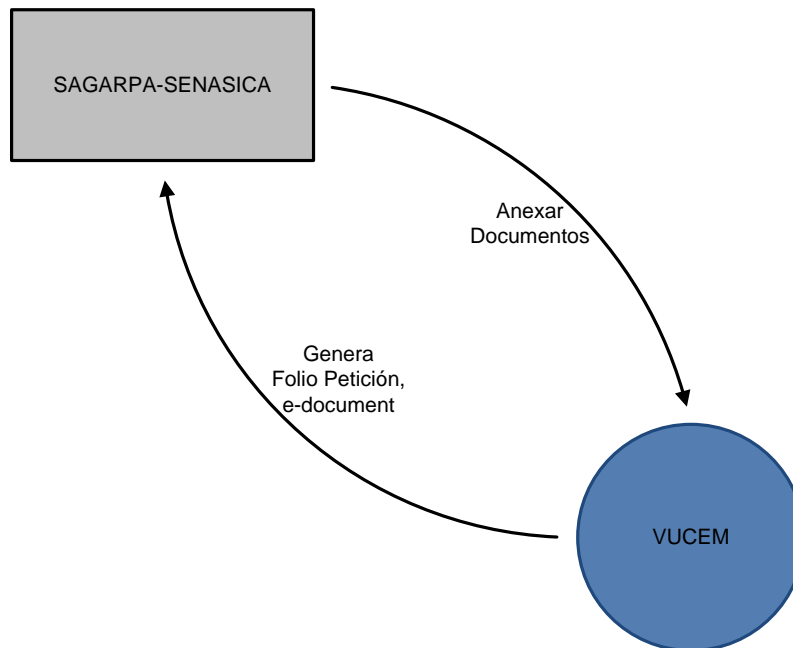 SAGARPA-SENASICA
Anexar
Documentos
Genera
Folio Petición,
e-document
VUCEM